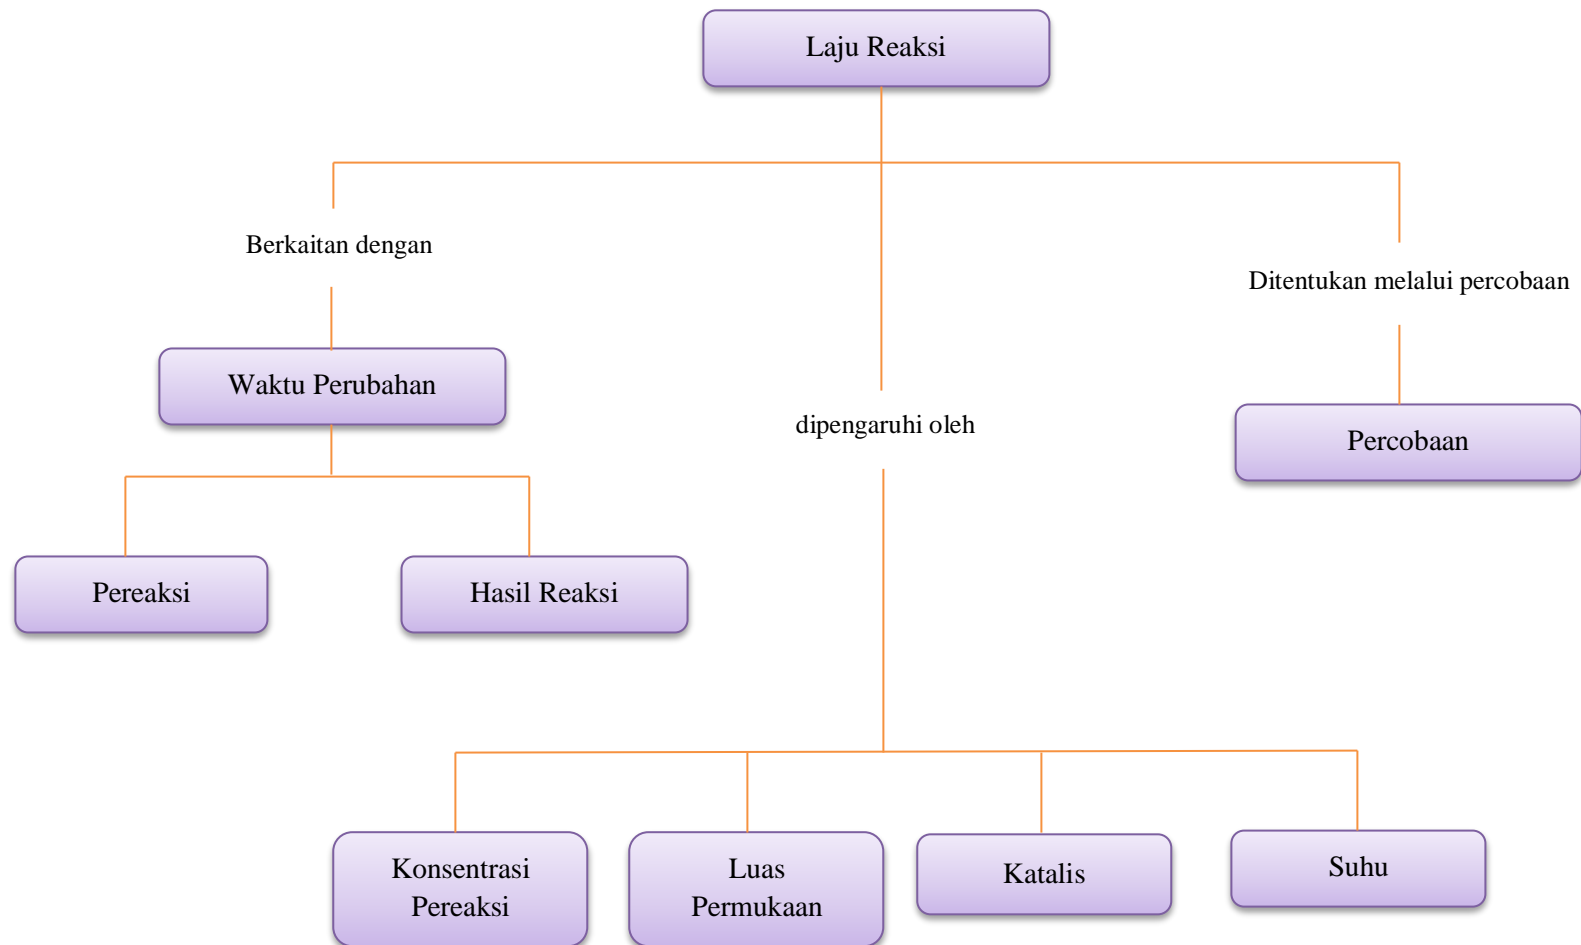 Laju Reaksi
Berkaitan dengan
Ditentukan melalui percobaan
Waktu Perubahan
dipengaruhi oleh
Percobaan
Pereaksi
Hasil Reaksi
Konsentrasi
Pereaksi
Luas
Permukaan
Katalis
Suhu